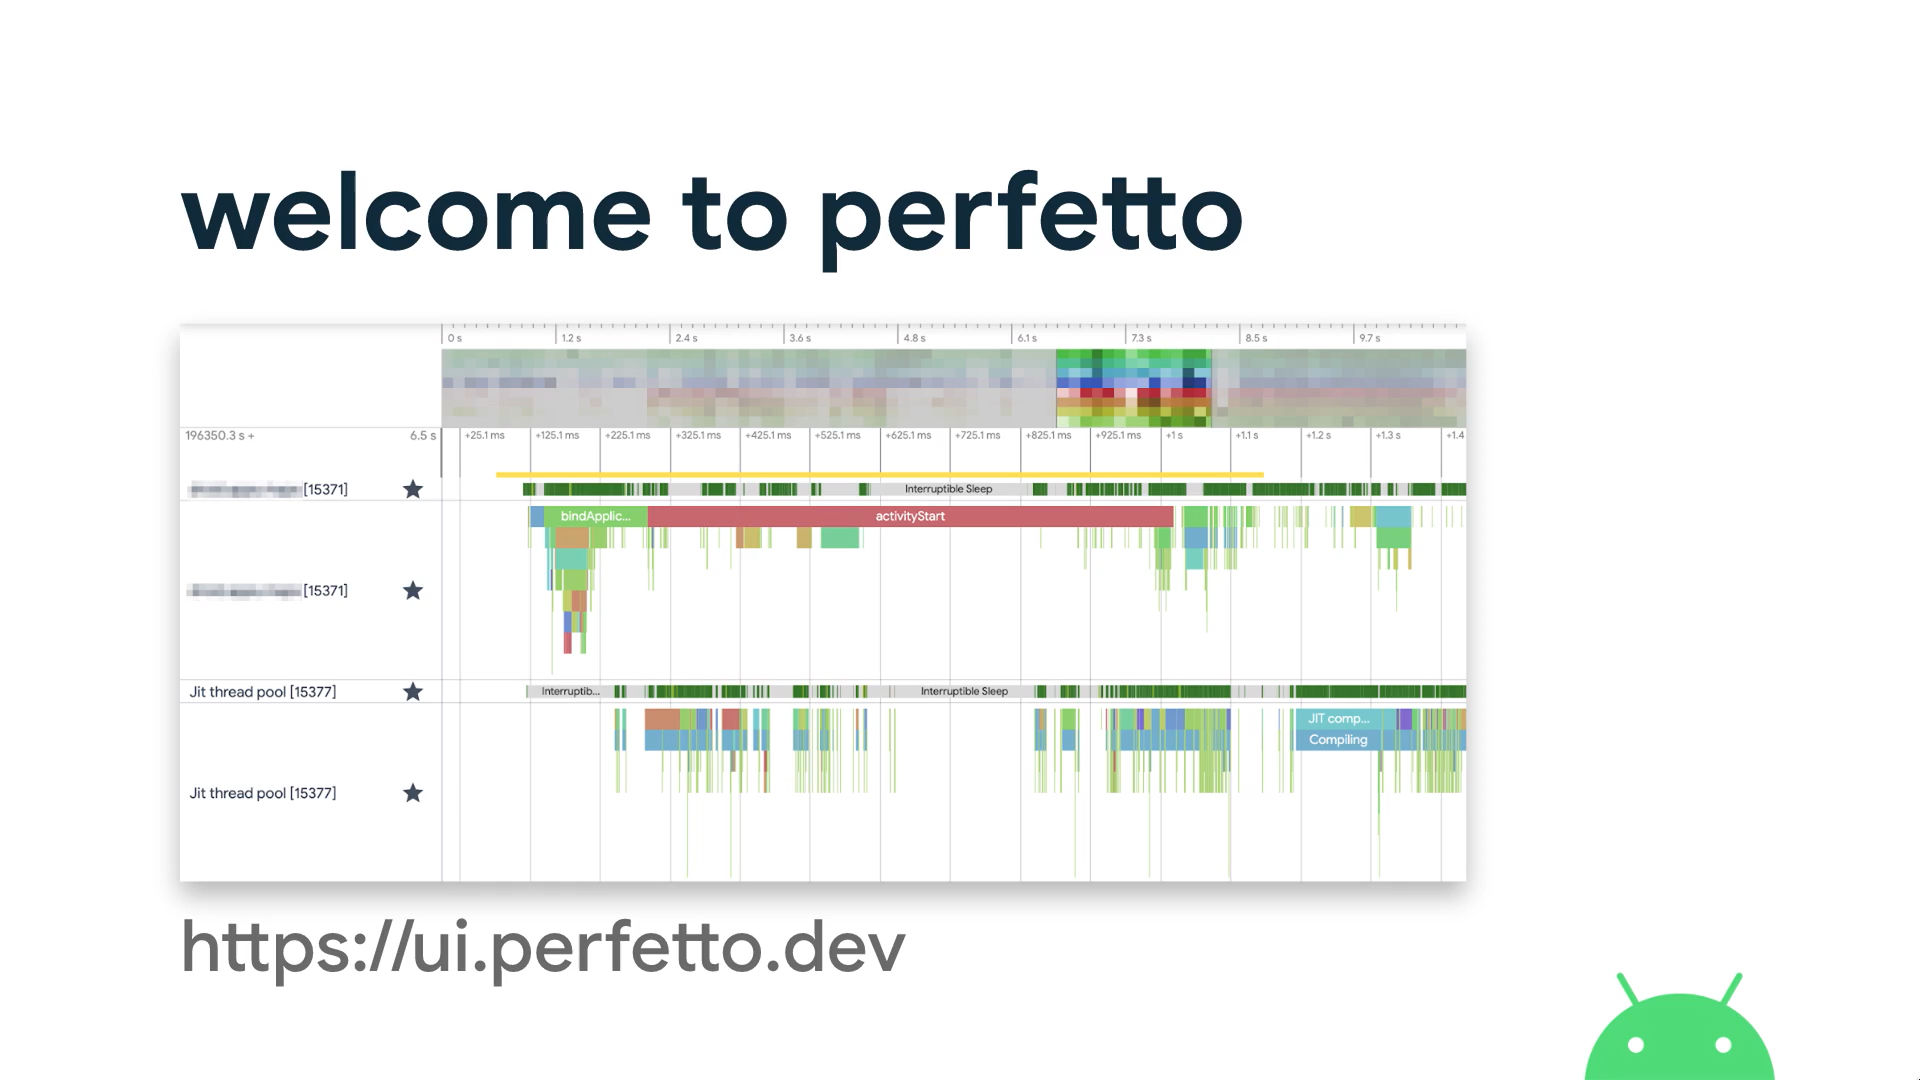 welcome to perfetto
0 s 1.2 s 2.4 s 3.6 s 4.8 s 6.1 s 7.3 s 8.5 s 9.7 s
196350.3 s + 6.5 s +25.1 ms +125.1 ms +225.1 ms +325.1 ms +425.1 ms +525.1 ms +625.1 ms +725.1 ms +825.1 ms +925.1 ms +1 s +1.1 s +1.2 s +1.3 s +1.4
[15371] Interruptible Sleep
bindApplic... activityStart
[15371]
Jit thread pool [15377] Interruptib... Interruptible Sleep
JIT comp...
Compiling
Jit thread pool [15377]
https://ui.perfetto.dev